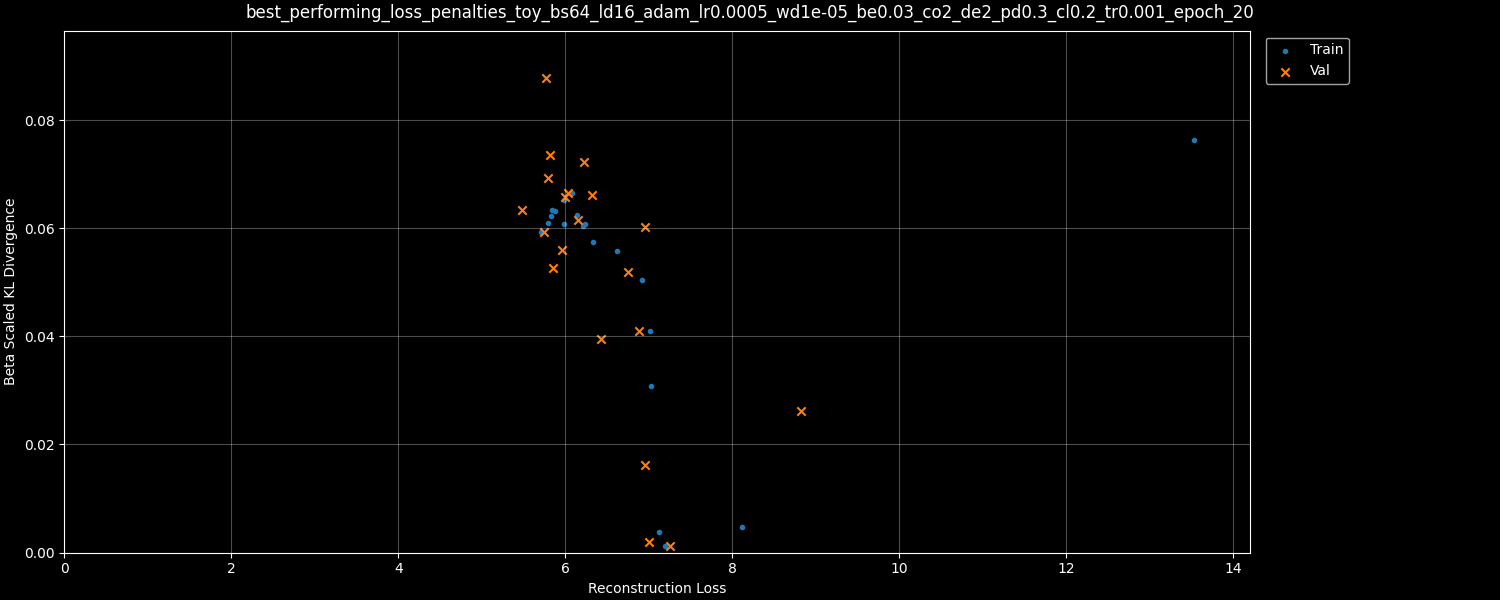 best_performing_loss_penalties_toy_bs64_ld16_adam_lr0.0005_wd1e-05_be0.03_co2_de2_pd0.3_cl0.2_tr0.001_epoch_20
Train
Val
0.08
0.06
0.04
0.02
0.00
Beta Scaled KL Divergence
0 2 4 6 8 10 12 14
Reconstruction Loss